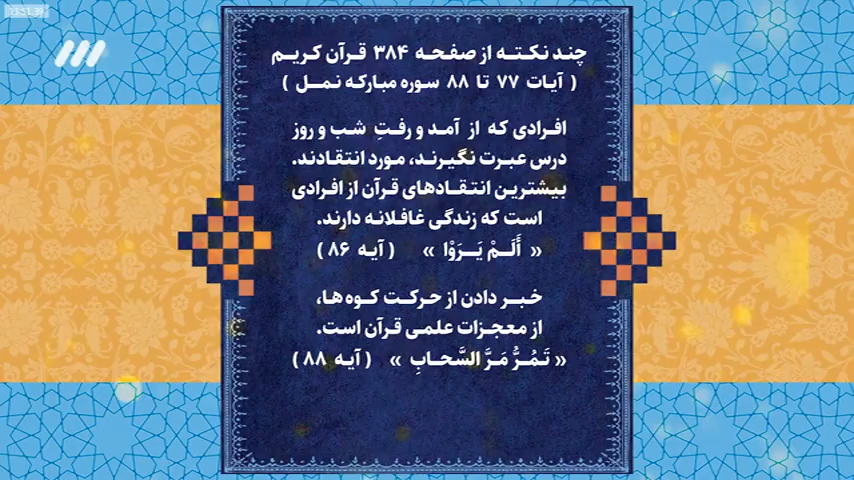 چند نکته از صفحه ۳۸۴ قرآن کریم
( آیات ۷۷ تا ۸۸ سوره مبارکه نمل )
افرادی که از آمد و رفتِ شب و روز
درس عبرت نگیرند، مورد انتقادند.
بیشترین انتقادهای قرآن از افرادی
است که زندگی غافلانه دارند.
« أَلَمْ یَرَوْا » ( آیه ۸۶ )
خبر دادن از حرکت کوه‌ها،
از معجزات علمی قرآن است.
« تَمُرُّ مَرَّ السَّحابِ » ( آیه ۸۸ )